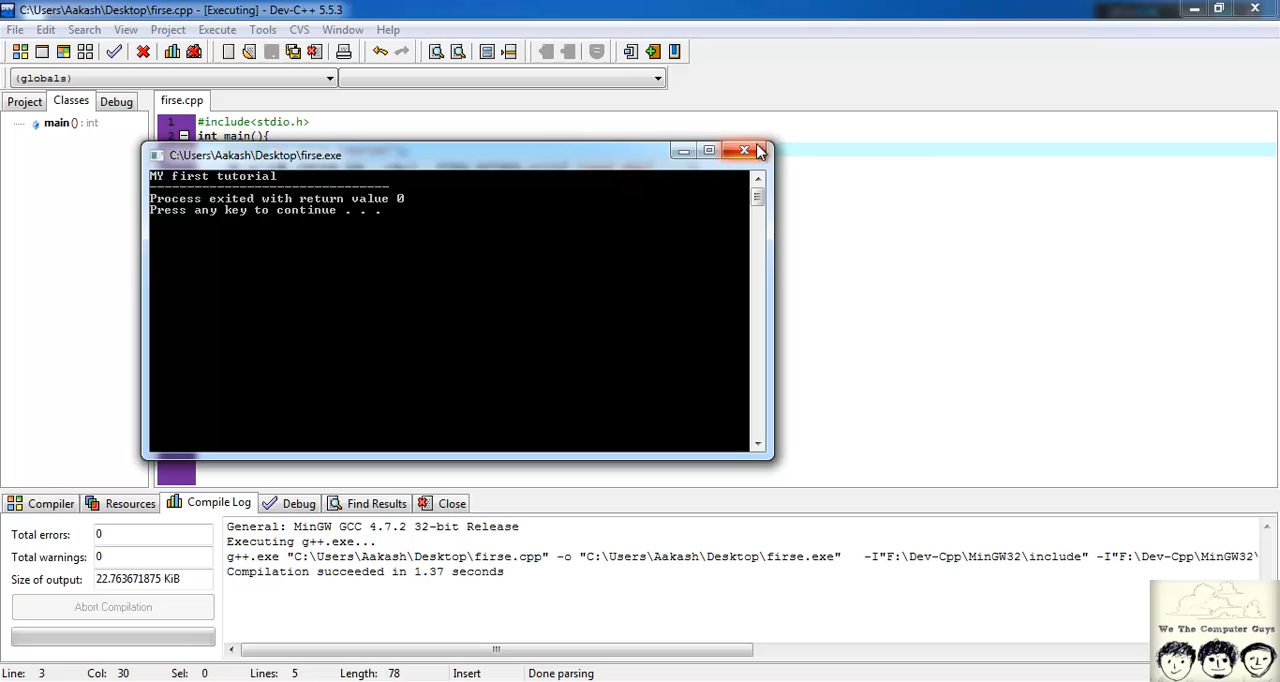 C:\Users\Aakash\Desktop\firse.cpp - [Executing] - Dev-C++ 5.5.3
File Edit Search View Project Execute Tools CVS Window Help
(globals)
Project Classes Debug
firse.cpp
main () : int
1 #include<stdio.h>
2 int main(){
C:\Users\Aakash\Desktop\firse.exe
MY first tutorial
--------------------------------
Process exited with return value 0
Press any key to continue . . .
Compiler Resources Compile Log Debug Find Results Close
Total errors: 0
Total warnings: 0
Size of output: 22.763671875 KiB
Abort Compilation
General: MinGW GCC 4.7.2 32-bit Release
Executing g++.exe...
g++.exe "C:\Users\Aakash\Desktop\firse.cpp" -o "C:\Users\Aakash\Desktop\firse.exe" -I"F:\Dev-Cpp\MinGW32\include" -I"F:\Dev-Cpp\MinGW32\
Compilation succeeded in 1.37 seconds
We The Computer Guys
Line: 3 Col: 30 Sel: 0 Lines: 5 Length: 78 Insert Done parsing